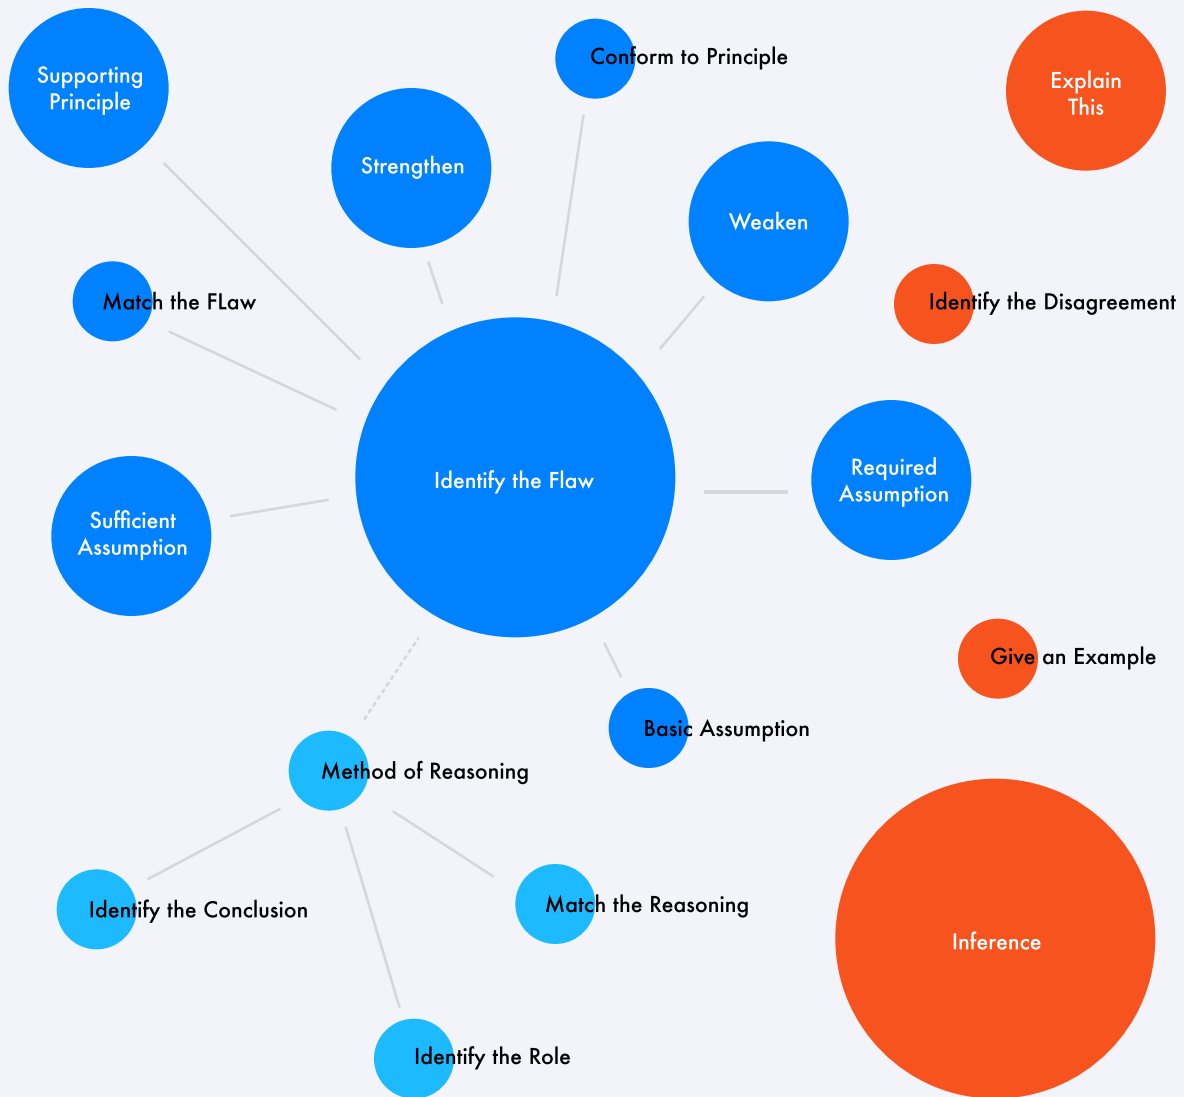 Supporting
Principle
Conform to Principle
Explain
This
Strengthen
Weaken
Match the FLaw
Identify the Disagreement
Identify the Flaw
Required
Assumption
Sufficient
Assumption
Give an Example
Basic Assumption
Method of Reasoning
Identify the Conclusion
Match the Reasoning
Inference
Identify the Role